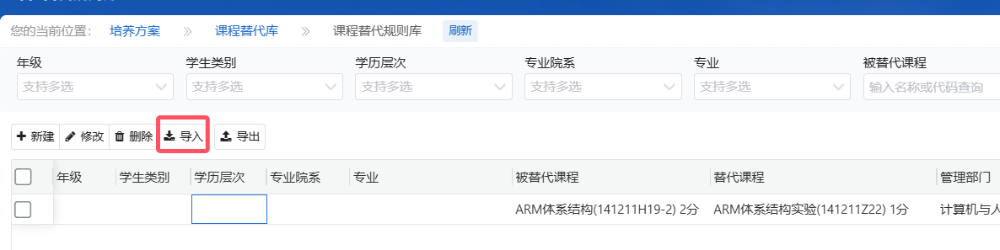 您的当前位置： 培养方案 课程替代库 课程替代规则库 刷新
年级 学生类别 学历层次 专业院系 专业 被替代课程
支持多选 支持多选 支持多选 支持多选 支持多选 输入名称或代码查询
新建 修改 删除 导入 导出
年级 学生类别 学历层次 专业院系 专业 被替代课程 替代课程 管理部门
ARM体系结构(141211H19-2) 2分 ARM体系结构实验(141211Z22) 1分 计算机与人